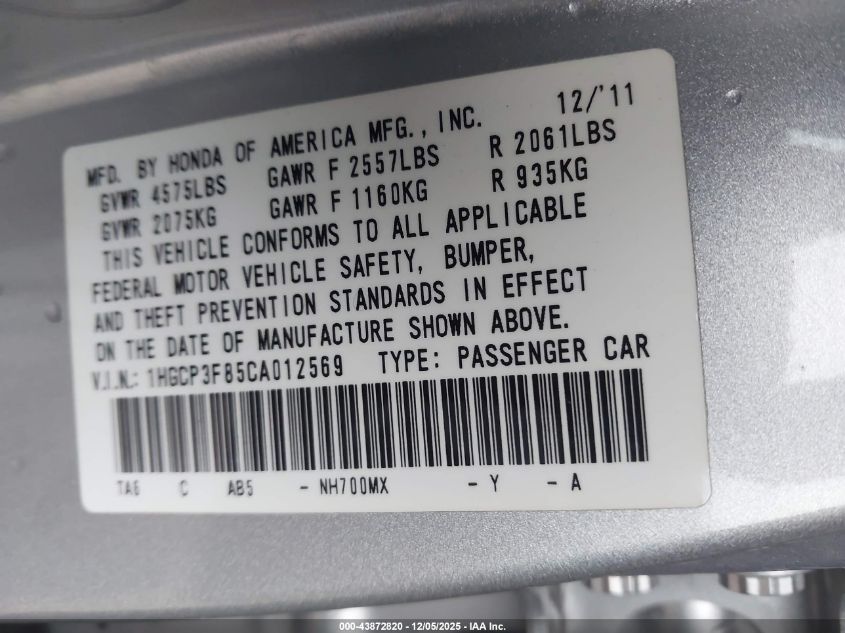 12/'11
MFD. BY HONDA OF AMERICA MFG., INC.
GVWR 4575LBS GAWR F 2557LBS R 2061LBS
GVWR 2075KG GAWR F 1160KG R 935KG
THIS VEHICLE CONFORMS TO ALL APPLICABLE
FEDERAL MOTOR VEHICLE SAFETY, BUMPER,
AND THEFT PREVENTION STANDARDS IN EFFECT
ON THE DATE OF MANUFACTURE SHOWN ABOVE.
V.I.N.: 1HGCP3F85CA012569 TYPE: PASSENGER CAR
TA6 C AB5 - NH700MX - Y - A
000-43872820 - 12/05/2025 - IAA Inc.